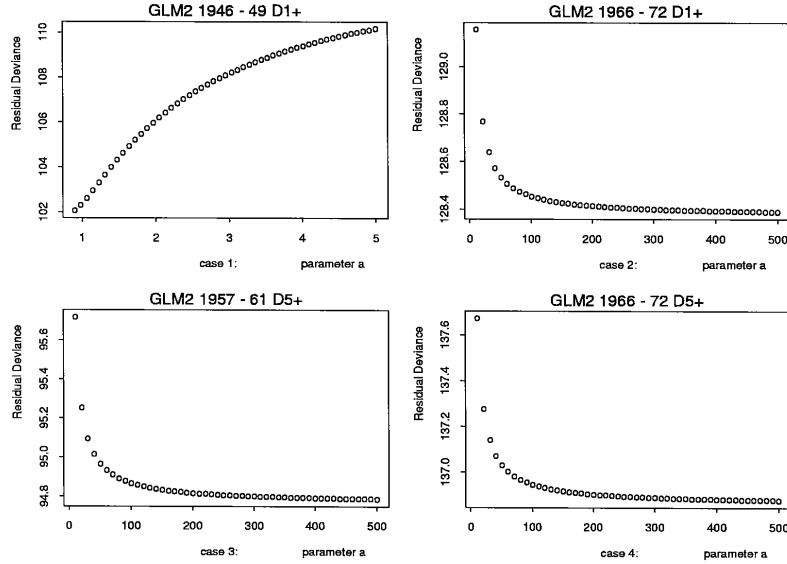 GLM2 1946 - 49 D1+
Residual Deviance
102 104 106 108 110
1 2 3 4 5
case 1: parameter a
GLM2 1966 - 72 D1+
Residual Deviance
128.4 128.6 128.8 129.0
0 100 200 300 400 500
case 2: parameter a
GLM2 1957 - 61 D5+
Residual Deviance
94.8 95.0 95.2 95.4 95.6
0 100 200 300 400 500
case 3: parameter a
GLM2 1966 - 72 D5+
Residual Deviance
137.0 137.2 137.4 137.6
0 100 200 300 400 500
case 4: parameter a